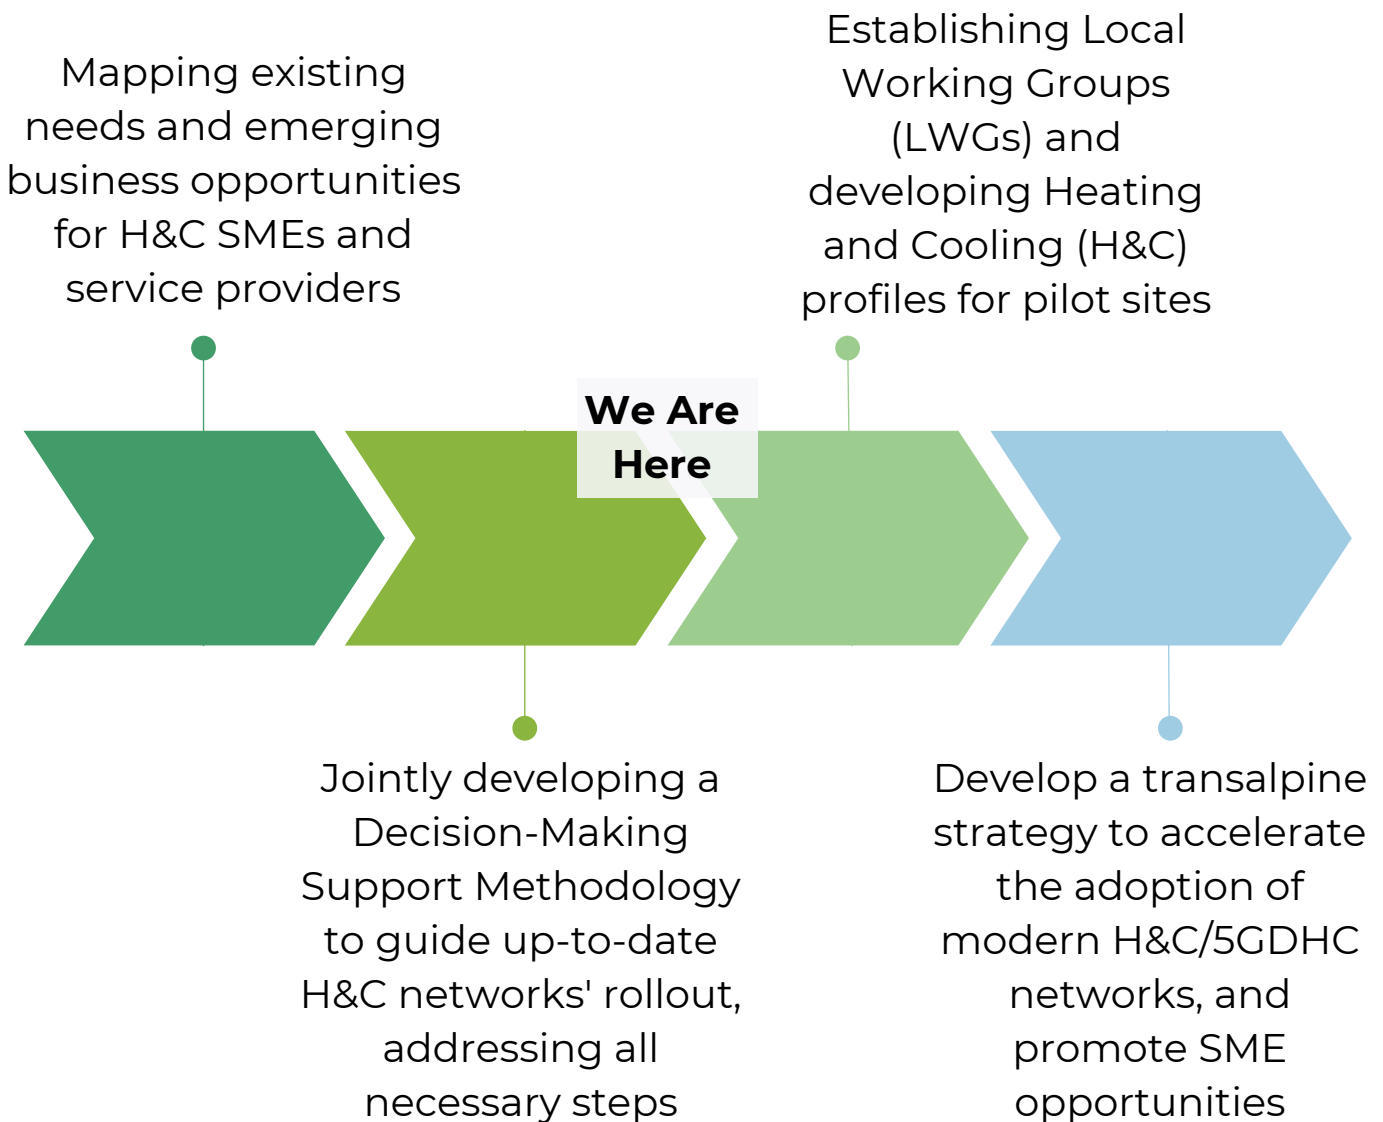 Mapping existing
needs and emerging
business opportunities
for H&C SMEs and
service providers
Establishing Local
Working Groups
(LWGs) and
developing Heating
and Cooling (H&C)
profiles for pilot sites
We Are
Here
Jointly developing a
Decision-Making
Support Methodology
to guide up-to-date
H&C networks' rollout,
addressing all
necessary steps
Develop a transalpine
strategy to accelerate
the adoption of
modern H&C/5GDHC
networks, and
promote SME
opportunities